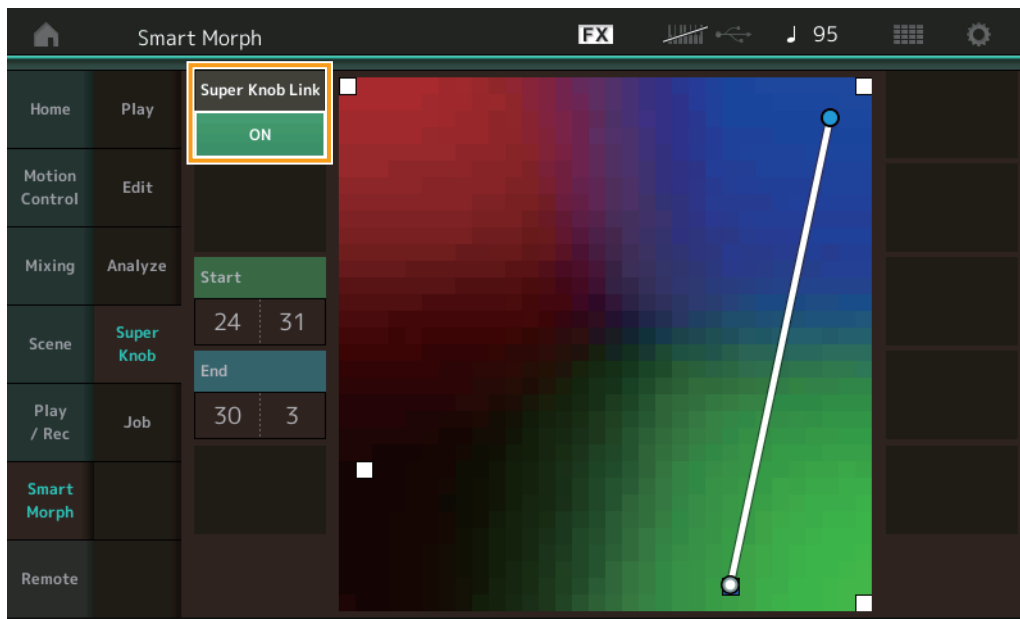 Smart Morph
FX
♩ 95
Home
Motion
Control
Mixing
Scene
Play
/ Rec
Smart
Morph
Remote
Play
Edit
Analyze
Super
Knob
Job
Super Knob Link
ON
Start
24 31
End
30 3